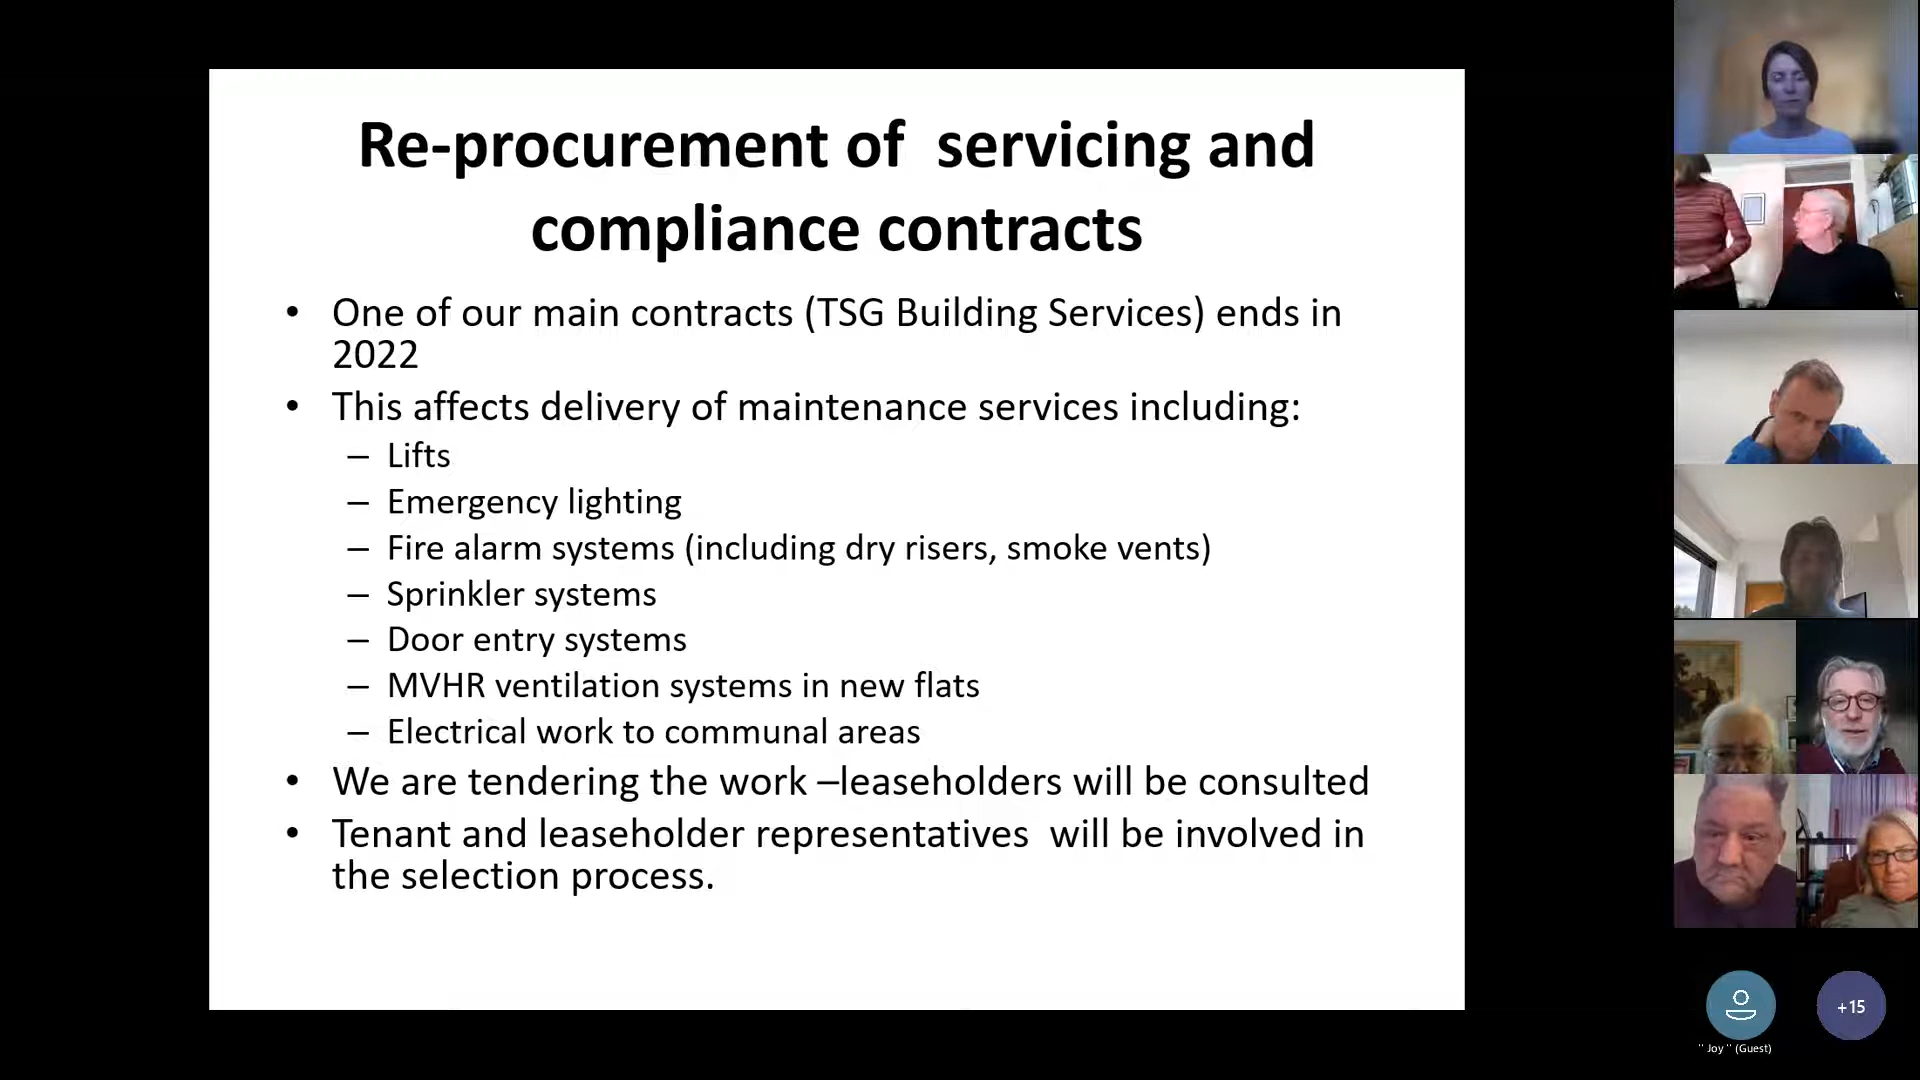 Re-procurement of  servicing and
compliance contracts
• One of our main contracts (TSG Building Services) ends in
2022
• This affects delivery of maintenance services including:
– Lifts
– Emergency lighting
– Fire alarm systems (including dry risers, smoke vents)
– Sprinkler systems
– Door entry systems
– MVHR ventilation systems in new flats
– Electrical work to communal areas
• We are tendering the work –leaseholders will be consulted
• Tenant and leaseholder representatives  will be involved in
the selection process.
+15
" Joy " (Guest)